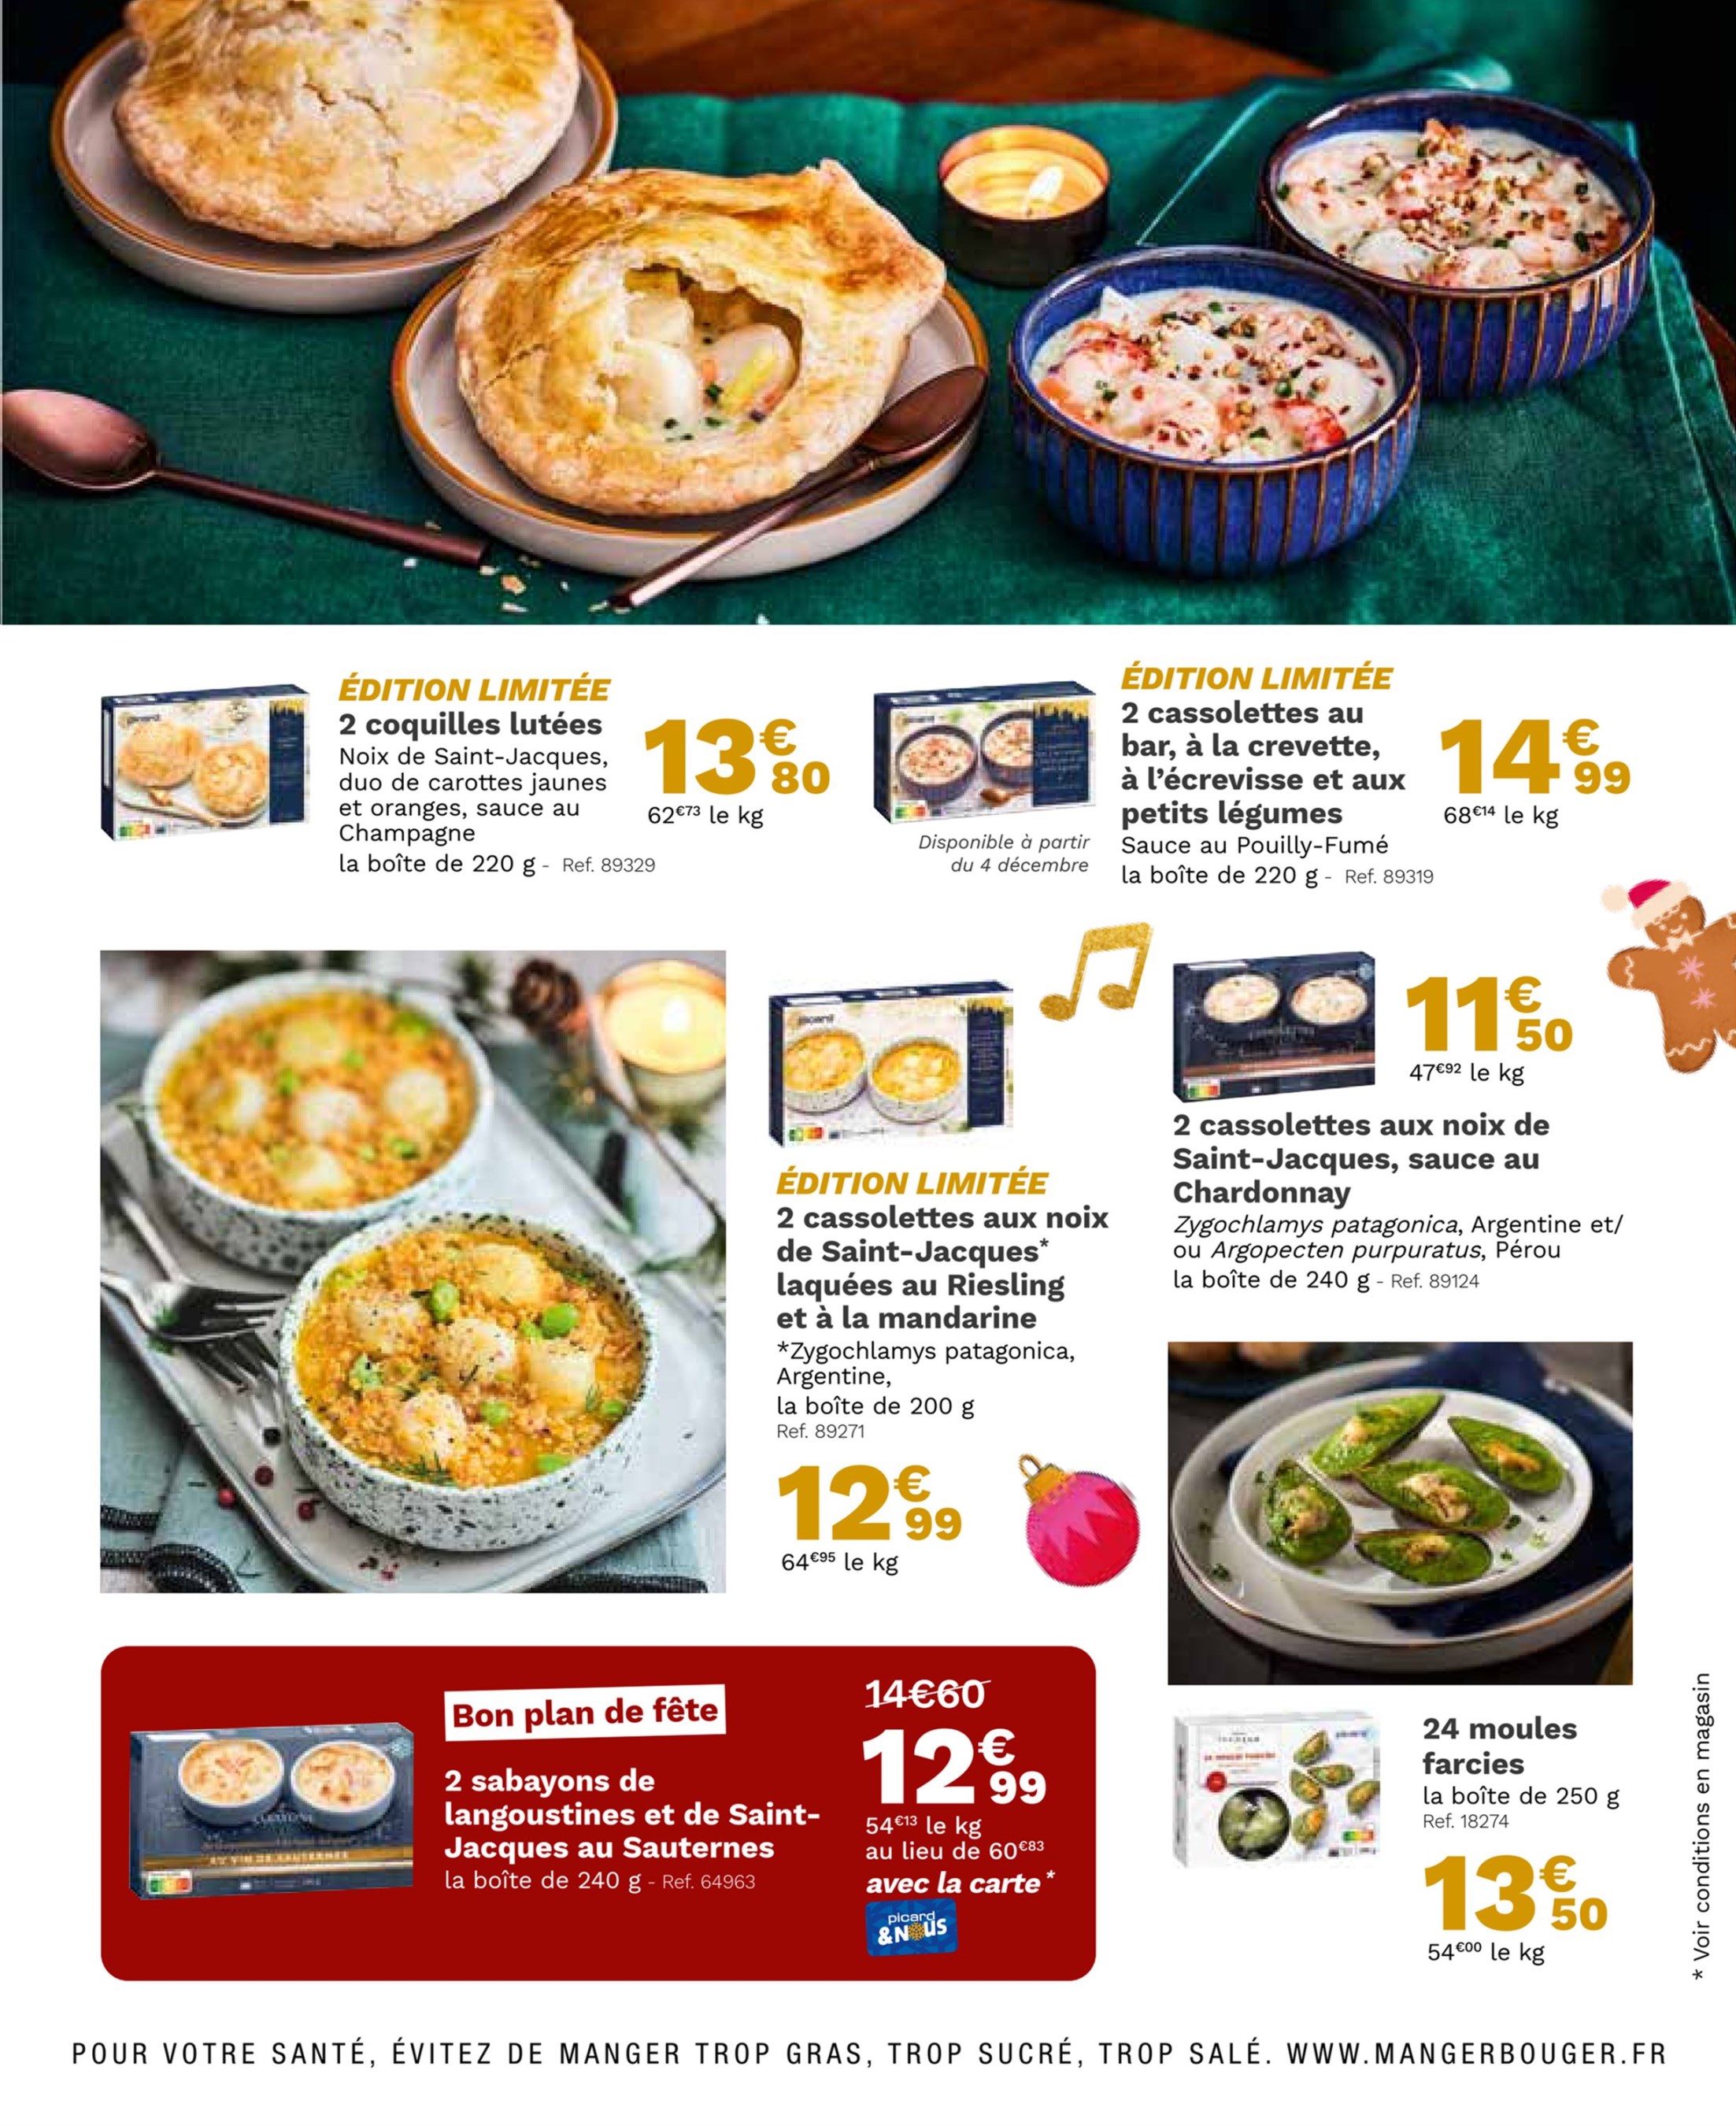 ÉDITION LIMITÉE
2 coquilles lutées
Noix de Saint-Jacques,
duo de carottes jaunes
et oranges, sauce au
Champagne
la boîte de 220 g - Ref. 89329
13€80
62€73 le kg
picard
Disponible à partir
du 4 décembre
ÉDITION LIMITÉE
2 cassolettes au
bar, à la crevette,
à l'écrevisse et aux
petits légumes
Sauce au Pouilly-Fumé
la boîte de 220 g - Ref. 89319
14€99
68€14 le kg
picard
ÉDITION LIMITÉE
2 cassolettes aux noix
de Saint-Jacques*
laquées au Riesling
et à la mandarine
*Zygochlamys patagonica,
Argentine,
la boîte de 200 g
Ref. 89271
12€99
64€95 le kg
11€50
47€92 le kg
2 cassolettes aux noix de
Saint-Jacques, sauce au
Chardonnay
Zygochlamys patagonica, Argentine et/
ou Argopecten purpuratus, Pérou
la boîte de 240 g - Ref. 89124
Bon plan de fête
2 sabayons de
langoustines et de Saint-
Jacques au Sauternes
la boîte de 240 g - Ref. 64963
AU VIN DE SAUTERNES
14€60
12€99
54€13 le kg
au lieu de 60€83
avec la carte*
picard
&NOUS
24 moules
farcies
la boîte de 250 g
Ref. 18274
13€50
54€00 le kg
* Voir conditions en magasin
POUR VOTRE SANTÉ, ÉVITEZ DE MANGER TROP GRAS, TROP SUCRÉ, TROP SALÉ. WWW.MANGERBOUGER.FR